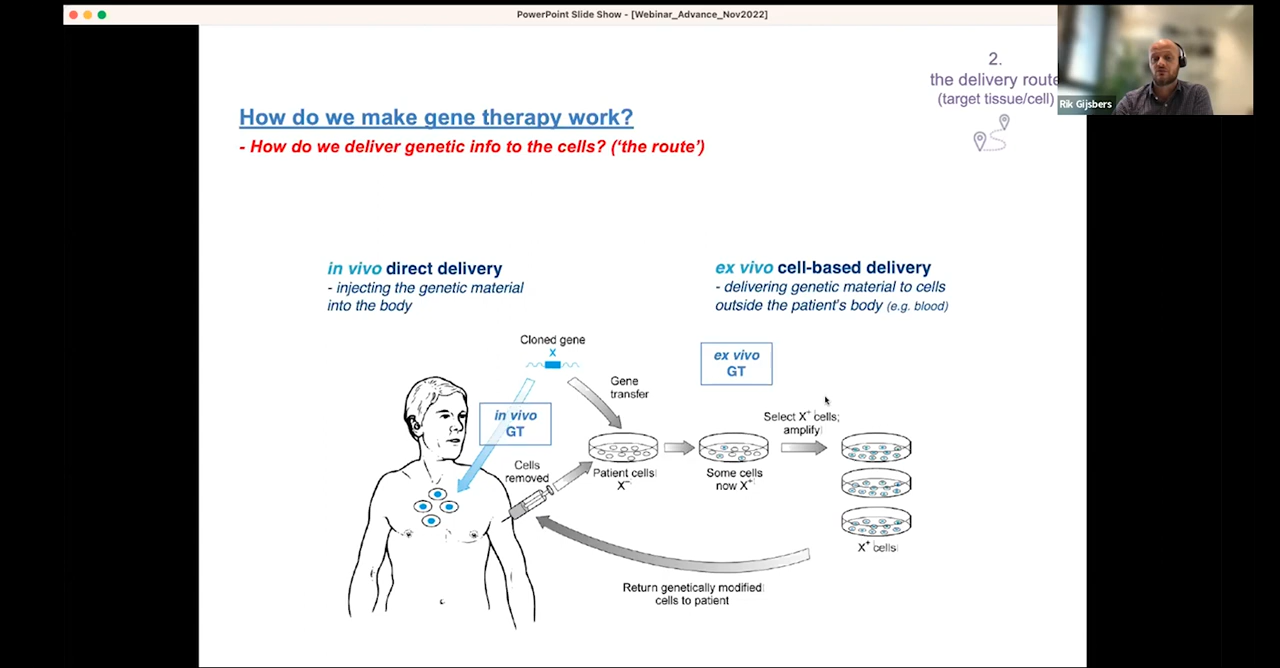 PowerPoint Slide Show - [Webinar_Advance_Nov2022]
2.
the delivery route
(target tissue/cell)
Rik Gijsbers
How do we make gene therapy work?
- How do we deliver genetic info to the cells? (‘the route’)
in vivo direct delivery
- injecting the genetic material
into the body
ex vivo cell-based delivery
- delivering genetic material to cells
outside the patient's body (e.g. blood)
Cloned gene
X
Gene
transfer
ex vivo
GT
in vivo
GT
Select X+ cells;
amplify
Cells
removed
Patient cells
X–
Some cells
now X+
X+ cells
Return genetically modified
cells to patient